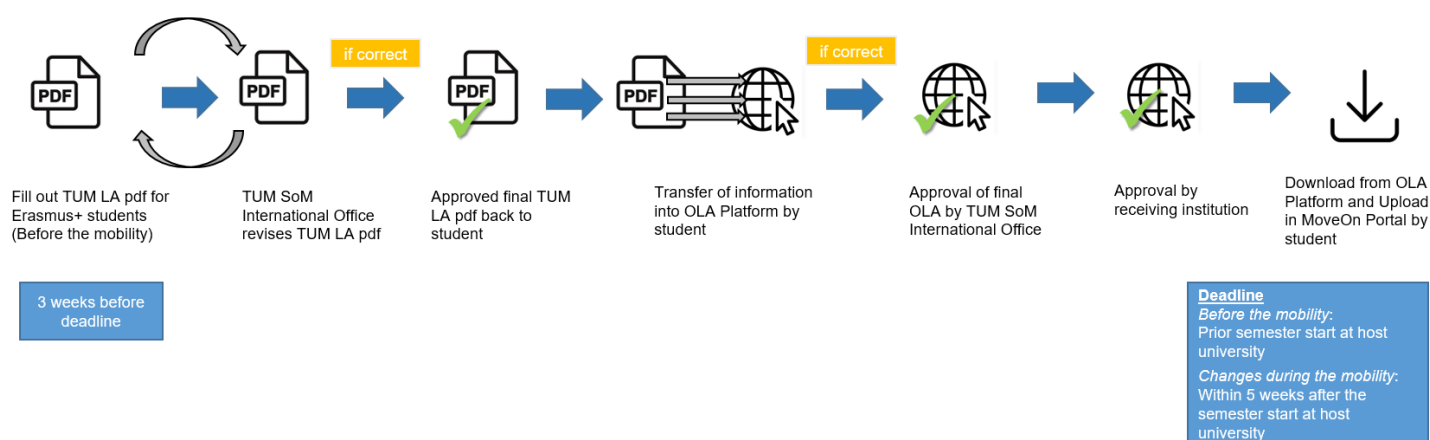 if correct
if correct
PDF
PDF
PDF
PDF
Fill out TUM LA pdf for
Erasmus+ students
(Before the mobility)
TUM SoM
International Office
revises TUM LA pdf
Approved final TUM
LA pdf back to
student
Transfer of information
into OLA Platform by
student
Approval of final
OLA by TUM SoM
International Office
Approval by
receiving institution
Download from OLA
Platform and Upload
in MoveOn Portal by
student
3 weeks before
deadline
Deadline
Before the mobility:
Prior semester start at host
university
Changes during the mobility:
Within 5 weeks after the
semester start at host
university